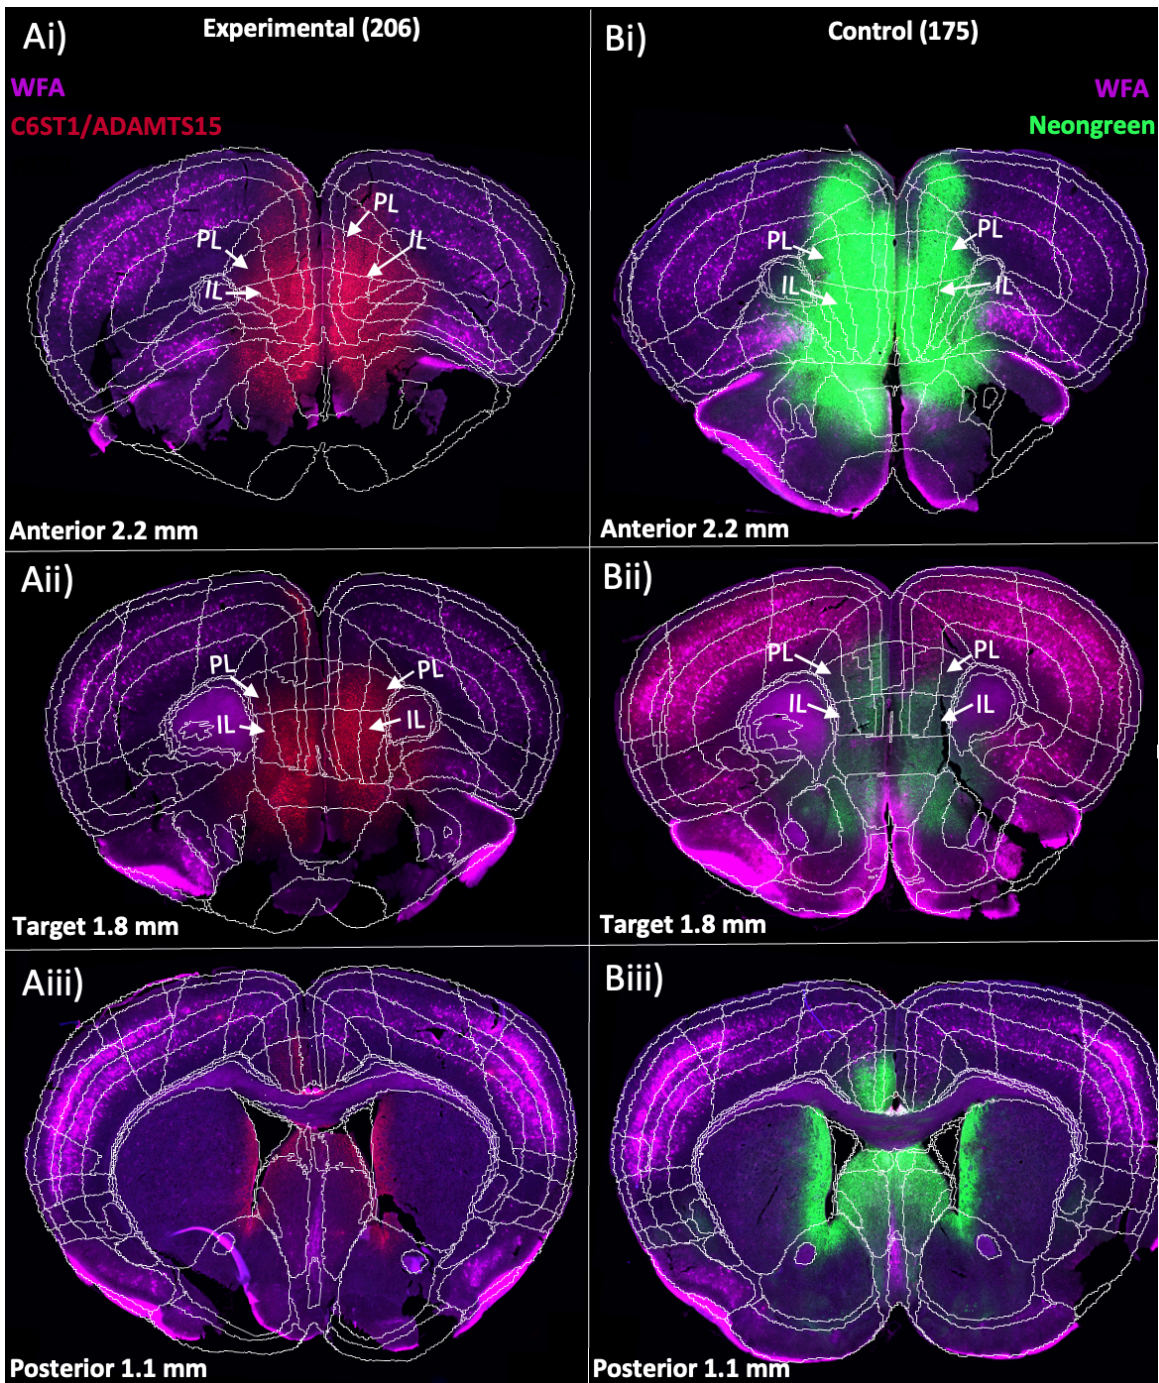 Ai)
Experimental (206)
WFA
C6ST1/ADAMTS15
PL
PL
IL
IL
Anterior 2.2 mm
Bi)
Control (175)
WFA
Neongreen
PL
PL
IL
IL
Anterior 2.2 mm
Aii)
PL
PL
IL
IL
Target 1.8 mm
Bii)
PL
PL
IL
IL
Target 1.8 mm
Aiii)
Posterior 1.1 mm
Biii)
Posterior 1.1 mm